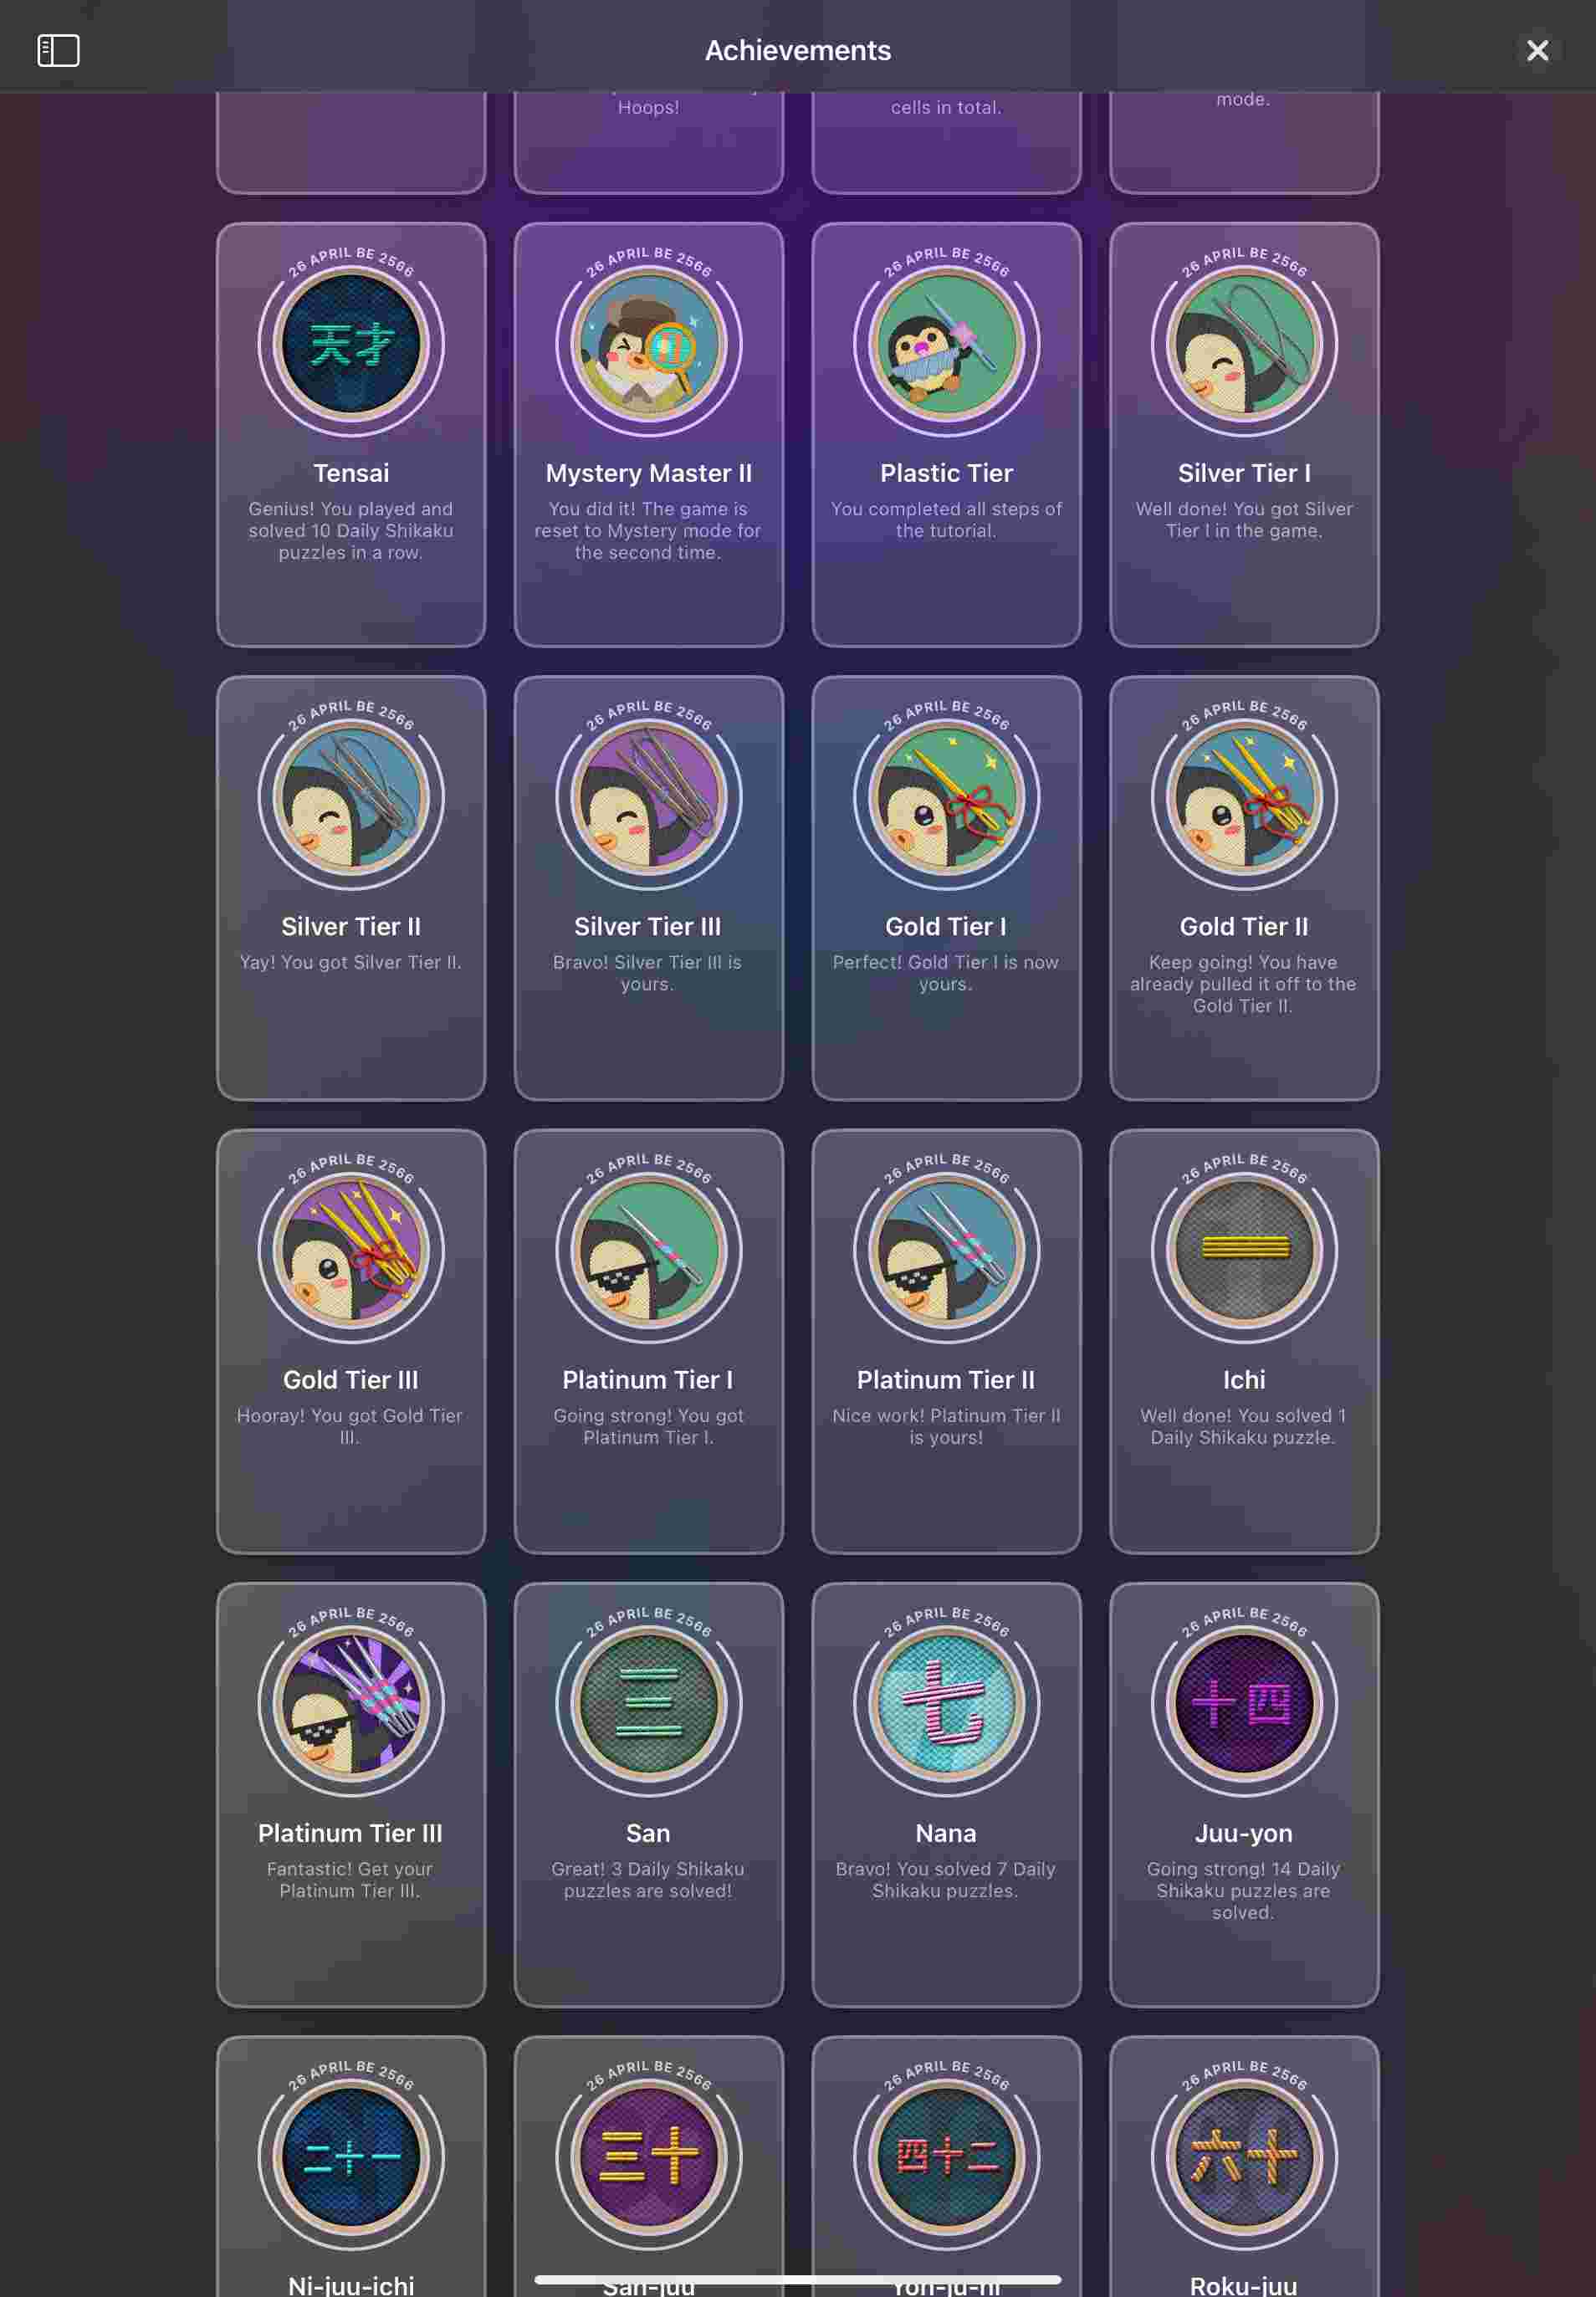 Achievements
Hoops!
cells in total.
mode.
26 APRIL BE 2566
天才
Tensai
Genius! You played and
solved 10 Daily Shikaku
puzzles in a row.
26 APRIL BE 2566
Mystery Master II
You did it! The game is
reset to Mystery mode for
the second time.
26 APRIL BE 2566
Plastic Tier
You completed all steps of
the tutorial.
26 APRIL BE 2566
Silver Tier I
Well done! You got Silver
Tier I in the game.
26 APRIL BE 2566
Silver Tier II
Yay! You got Silver Tier II.
26 APRIL BE 2566
Silver Tier III
Bravo! Silver Tier III is
yours.
26 APRIL BE 2566
Gold Tier I
Perfect! Gold Tier I is now
yours.
26 APRIL BE 2566
Gold Tier II
Keep going! You have
already pulled it off to the
Gold Tier II.
26 APRIL BE 2566
Gold Tier III
Hooray! You got Gold Tier
III.
26 APRIL BE 2566
Platinum Tier I
Going strong! You got
Platinum Tier I.
26 APRIL BE 2566
Platinum Tier II
Nice work! Platinum Tier II
is yours!
26 APRIL BE 2566
一
Ichi
Well done! You solved 1
Daily Shikaku puzzle.
26 APRIL BE 2566
Platinum Tier III
Fantastic! Get your
Platinum Tier III.
26 APRIL BE 2566
三
San
Great! 3 Daily Shikaku
puzzles are solved!
26 APRIL BE 2566
七
Nana
Bravo! You solved 7 Daily
Shikaku puzzles.
26 APRIL BE 2566
十四
Juu-yon
Going strong! 14 Daily
Shikaku puzzles are
solved.
26 APRIL BE 2566
二十一
Ni-juu-ichi
26 APRIL BE 2566
三十
San-juu
26 APRIL BE 2566
四十二
Yon-ju-ni
26 APRIL BE 2566
六十
Roku-juu